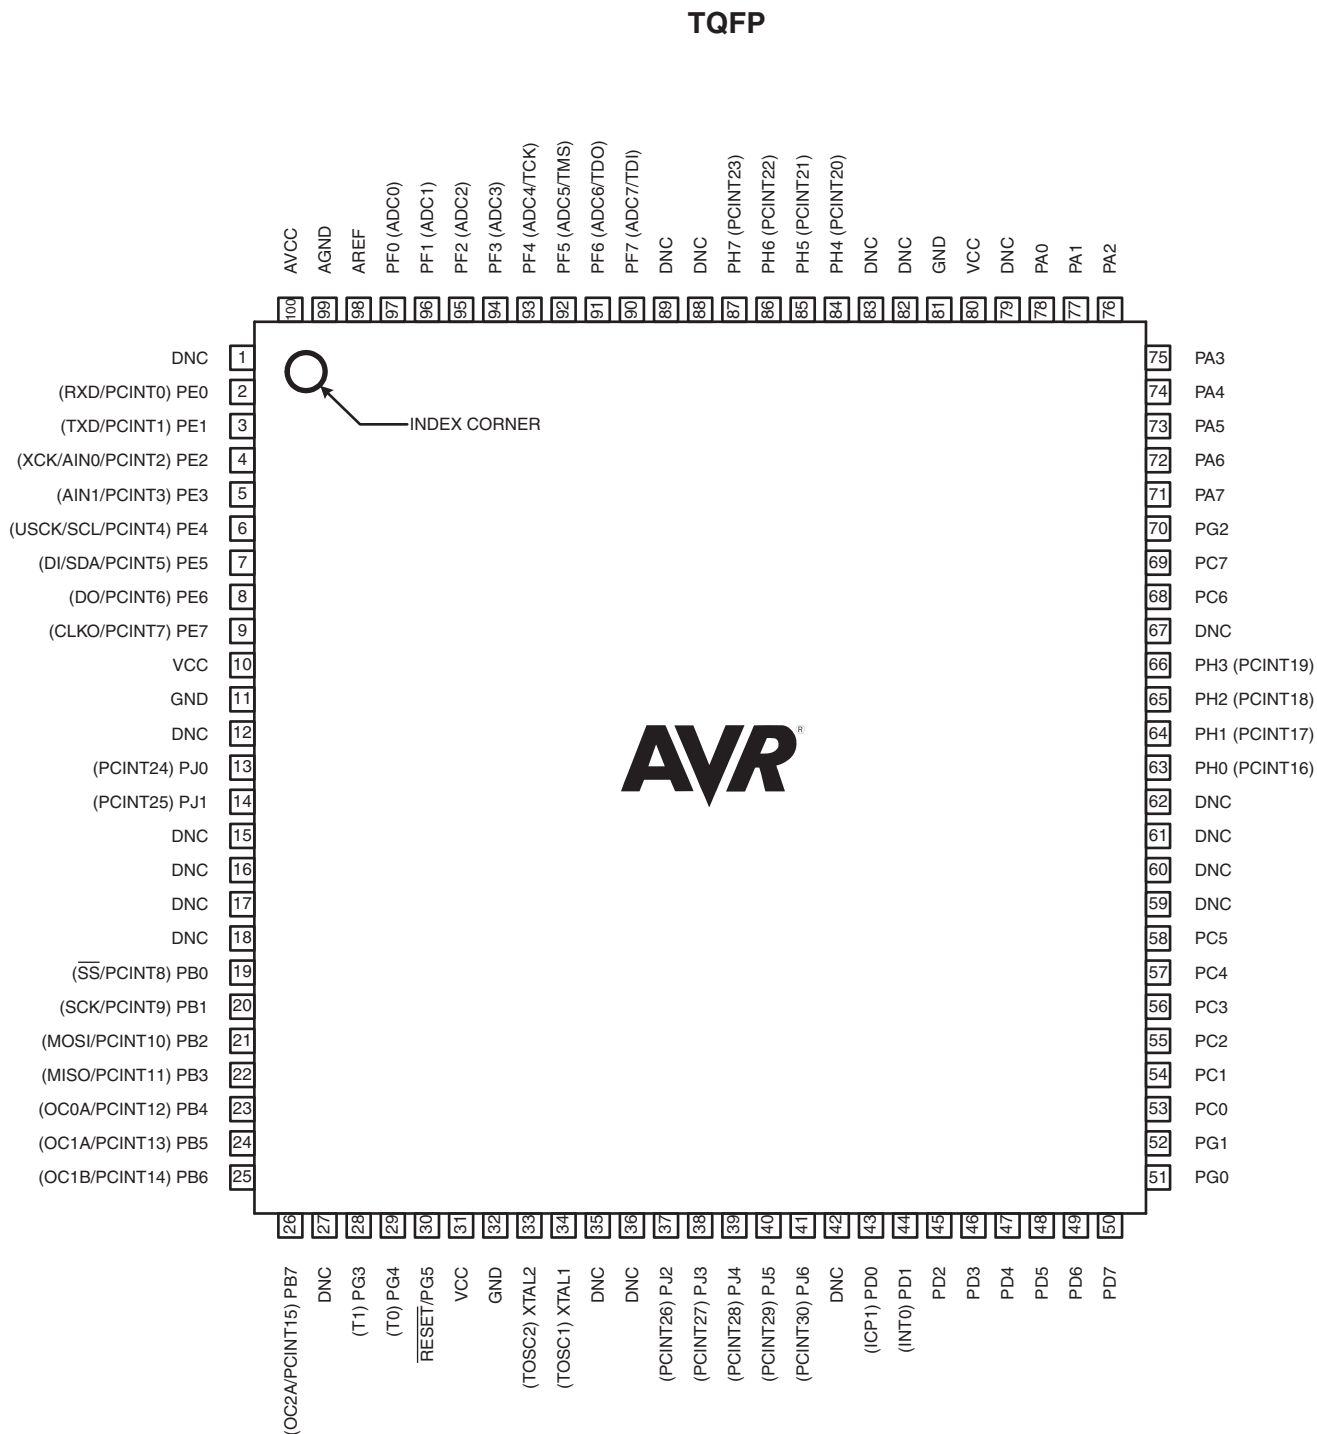 TQFP
AVCC
AGND
AREF
PF0 (ADC0)
PF1 (ADC1)
PF2 (ADC2)
PF3 (ADC3)
PF4 (ADC4/TCK)
PF5 (ADC5/TMS)
PF6 (ADC6/TDO)
PF7 (ADC7/TDI)
DNC
DNC
PH7 (PCINT23)
PH6 (PCINT22)
PH5 (PCINT21)
PH4 (PCINT20)
DNC
DNC
GND
VCC
DNC
PA0
PA1
PA2
100
99
98
97
96
95
94
93
92
91
90
89
88
87
86
85
84
83
82
81
80
79
78
77
76
DNC 1
(RXD/PCINT0) PE0 2
(TXD/PCINT1) PE1 3
(XCK/AIN0/PCINT2) PE2 4
(AIN1/PCINT3) PE3 5
(USCK/SCL/PCINT4) PE4 6
(DI/SDA/PCINT5) PE5 7
(DO/PCINT6) PE6 8
(CLKO/PCINT7) PE7 9
VCC 10
GND 11
DNC 12
(PCINT24) PJ0 13
(PCINT25) PJ1 14
DNC 15
DNC 16
DNC 17
DNC 18
(SS/PCINT8) PB0 19
(SCK/PCINT9) PB1 20
(MOSI/PCINT10) PB2 21
(MISO/PCINT11) PB3 22
(OC0A/PCINT12) PB4 23
(OC1A/PCINT13) PB5 24
(OC1B/PCINT14) PB6 25
INDEX CORNER
AVR®
75 PA3
74 PA4
73 PA5
72 PA6
71 PA7
70 PG2
69 PC7
68 PC6
67 DNC
66 PH3 (PCINT19)
65 PH2 (PCINT18)
64 PH1 (PCINT17)
63 PH0 (PCINT16)
62 DNC
61 DNC
60 DNC
59 DNC
58 PC5
57 PC4
56 PC3
55 PC2
54 PC1
53 PC0
52 PG1
51 PG0
26
27
28
29
30
31
32
33
34
35
36
37
38
39
40
41
42
43
44
45
46
47
48
49
50
(OC2A/PCINT15) PB7
DNC
(T1) PG3
(T0) PG4
RESET/PG5
VCC
GND
(TOSC2) XTAL2
(TOSC1) XTAL1
DNC
DNC
(PCINT26) PJ2
(PCINT27) PJ3
(PCINT28) PJ4
(PCINT29) PJ5
(PCINT30) PJ6
DNC
(ICP1) PD0
(INT0) PD1
PD2
PD3
PD4
PD5
PD6
PD7